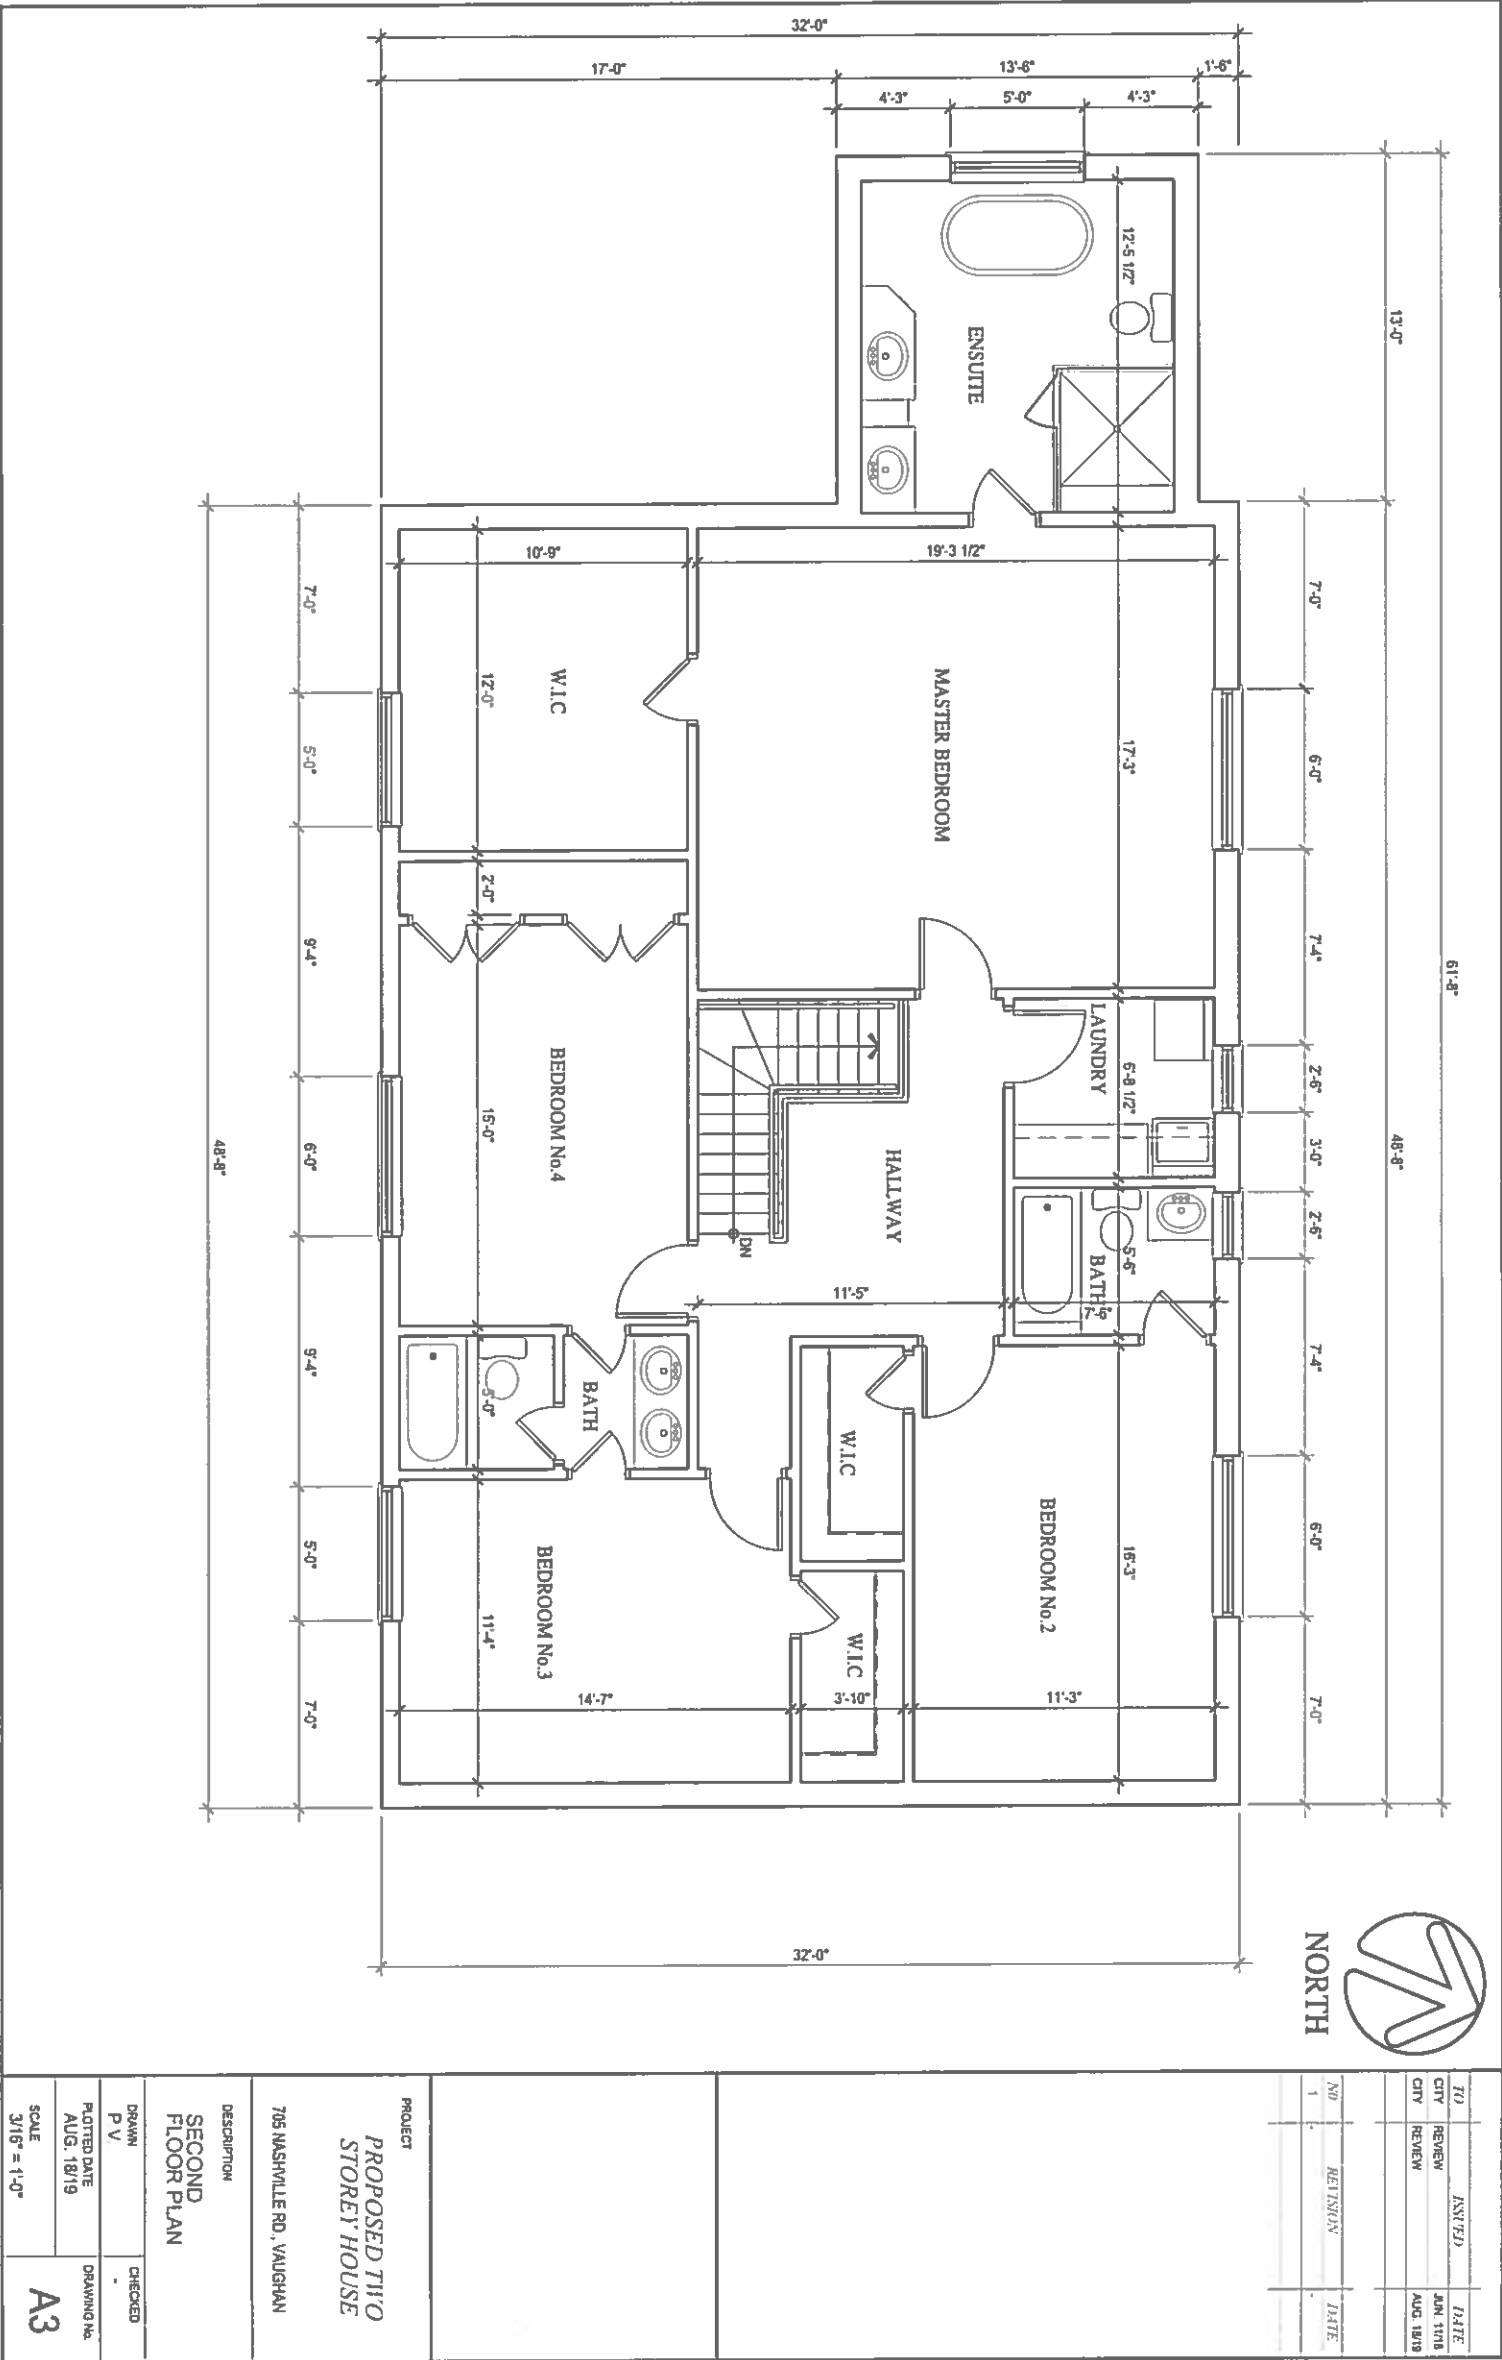 32'-0"
17'-0"
13'-6"
1'-6"
4'-3"
5'-0"
4'-3"
12'-5 1/2"
13'-0"
ENSUITE
10'-9"
19'-3 1/2"
7'-0"
7'-0"
W.I.C
12'-0"
MASTER BEDROOM
17'-3"
5'-0"
6'-0"
2'-0"
9'-4"
7'-4"
61'-8"
LAUNDRY
6'-8 1/2"
2'-6"
BEDROOM No.4
15'-0"
6'-0"
48'-8"
48'-8"
HALLWAY
3'-0"
DN
2'-6"
5'-6"
BATH
7'-6"
11'-5"
9'-4"
7'-4"
5'-0"
BATH
W.I.C
BEDROOM No.2
16'-3"
6'-0"
5'-0"
BEDROOM No.3
11'-4"
W.I.C
14'-7"
3'-10"
11'-3"
7'-0"
7'-0"
32'-0"
NORTH
TO ISSUED DATE
CITY REVIEW JUN. 11/18
CITY REVIEW AUG. 18/19
NO REVISION DATE
1 - -
PROJECT
PROPOSED TWO
STOREY HOUSE
705 NASHVILLE RD., VAUGHAN
DESCRIPTION
SECOND
FLOOR PLAN
DRAWN
P.V.
CHECKED
-
PLOTTED DATE
AUG. 18/19
DRAWING No.
SCALE
3/16" = 1'-0"
A3